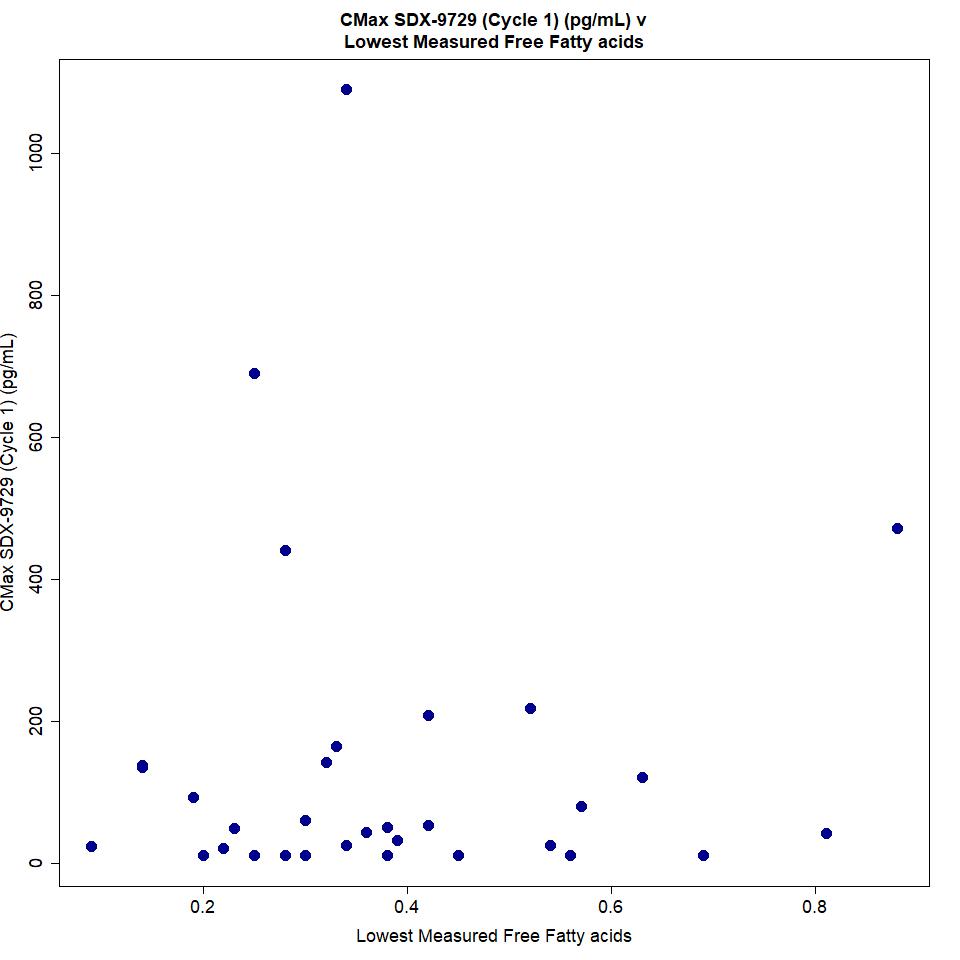 CMax SDX-9729 (Cycle 1) (pg/mL) v
Lowest Measured Free Fatty acids
CMax SDX-9729 (Cycle 1) (pg/mL)
1000
800
600
400
200
0
0.2 0.4 0.6 0.8
Lowest Measured Free Fatty acids